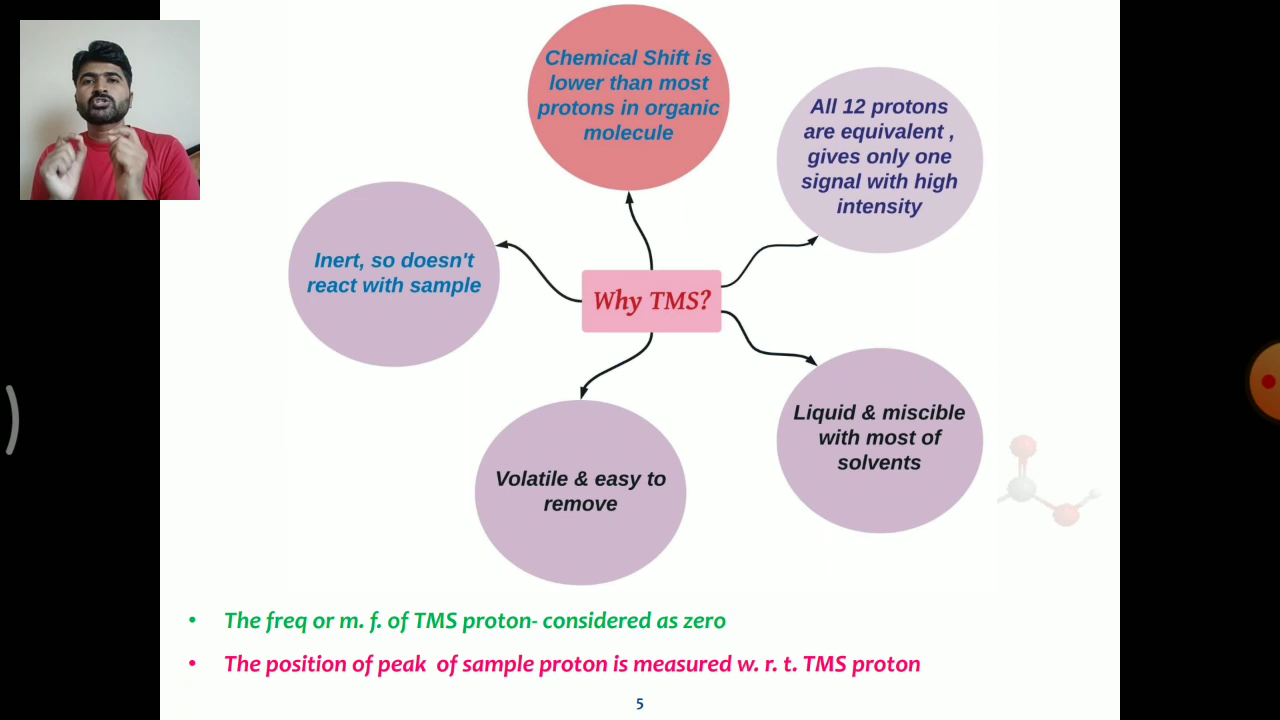 Chemical Shift is
lower than most
protons in organic
molecule
All 12 protons
are equivalent ,
gives only one
signal with high
intensity
Inert, so doesn't
react with sample
Why TMS?
Liquid & miscible
with most of
solvents
Volatile & easy to
remove
• The freq or m. f. of TMS proton- considered as zero
• The position of peak of sample proton is measured w. r. t. TMS proton
5